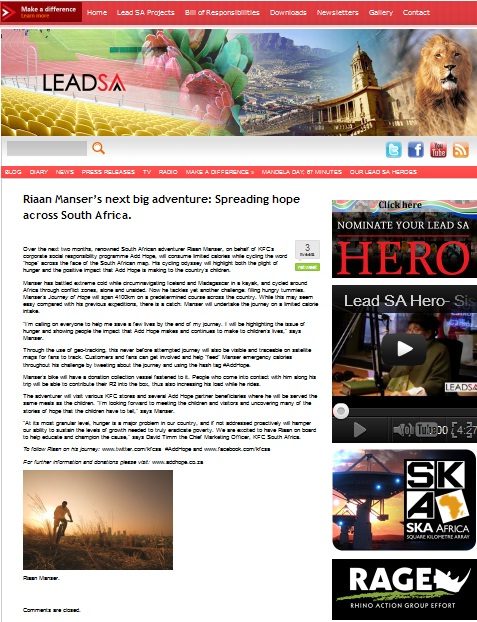 Make a difference
Learn more
Home Lead SA Projects Bill of Responsibilities Downloads Newsletters Gallery Contact
LEADSA
BLOG DIARY NEWS PRESS RELEASES TV RADIO MAKE A DIFFERENCE » MANDELA DAY, 67 MINUTES OUR LEAD SA HEROES
Riaan Manser's next big adventure: Spreading hope
across South Africa.
3
tweets
retweet
Over the next two months, renowned South African adventurer Riaan Manser, on behalf of KFC's
corporate social responsibility programme Add Hope, will consume limited calories while cycling the word
"hope" across the face of the South African map. His cycling odyssey will highlight both the plight of
hunger and the positive impact that Add Hope is making to the country's children.
Manser has battled extreme cold while circumnavigating Iceland and Madagascar in a kayak, and cycled around
Africa through conflict zones, alone and unaided. Now he tackles yet another challenge, filling hungry tummies.
Manser's Journey of Hope will span 4100km on a predetermined course across the country. While this may seem
easy compared with his previous expeditions, there is a catch: Manser will undertake the journey on a limited calorie
intake.
"I'm calling on everyone to help me save a few lives by the end of my journey. I will be highlighting the issue of
hunger and showing people the impact that Add Hope makes and continues to make to children's lives," says
Manser.
Through the use of geo-tracking, this never before attempted journey will also be visible and traceable on satellite
maps for fans to track. Customers and fans can get involved and help 'feed' Manser emergency calories
throughout his challenge by tweeting about the journey and using the hash tag #AddHope.
Manser's bike will have a donation collection vessel fastened to it. People who come into contact with him along his
trip will be able to contribute their R2 into the box, thus also increasing his load while he rides.
The adventurer will visit various KFC stores and several Add Hope partner beneficiaries where he will be served the
same meals as the children. "I'm looking forward to meeting the children and visitors and uncovering many of the
stories of hope that the children have to tell," says Manser.
"At its most granular level, hunger is a major problem in our country, and if not addressed proactively will hamper
our ability to sustain the levels of growth needed to truly eradicate poverty. We are excited to have Riaan on board
to help educate and champion the cause," says David Timm the Chief Marketing Officer, KFC South Africa.
To follow Riaan on his journey: www.twitter.com/kfcsa #AddHope and www.facebook.com/kfcsa
For further information and donations please visit: www.addhope.co.za
Riaan Manser.
Comments are closed.
Click here
NOMINATE YOUR LEAD SA
HERO
Lead SA Hero- Sis
LEADSA
You Tube
4:27
SKA
SKA AFRICA
SQUARE KILOMETRE ARRAY
RAGE
RHINO ACTION GROUP EFFORT